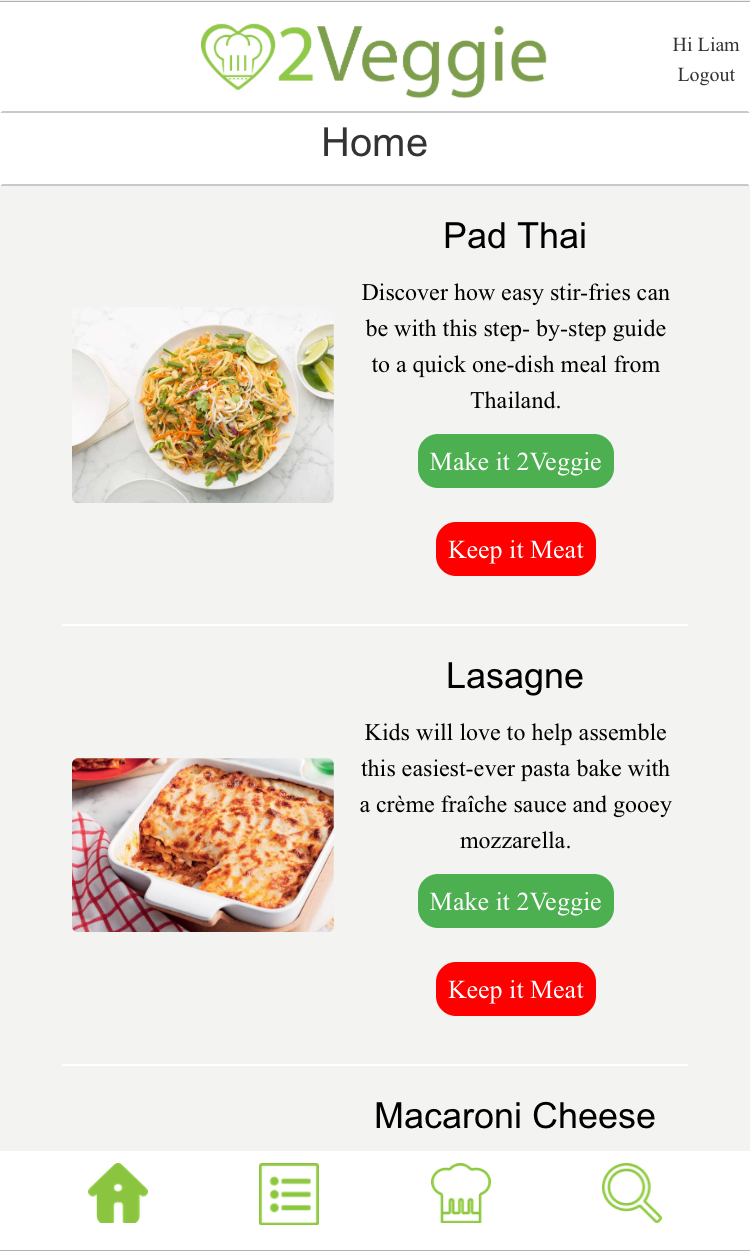 2Veggie
Hi Liam
Logout
Home
Pad Thai
Discover how easy stir-fries can
be with this step- by-step guide
to a quick one-dish meal from
Thailand.
Make it 2Veggie
Keep it Meat
Lasagne
Kids will love to help assemble
this easiest-ever pasta bake with
a crème fraîche sauce and gooey
mozzarella.
Make it 2Veggie
Keep it Meat
Macaroni Cheese